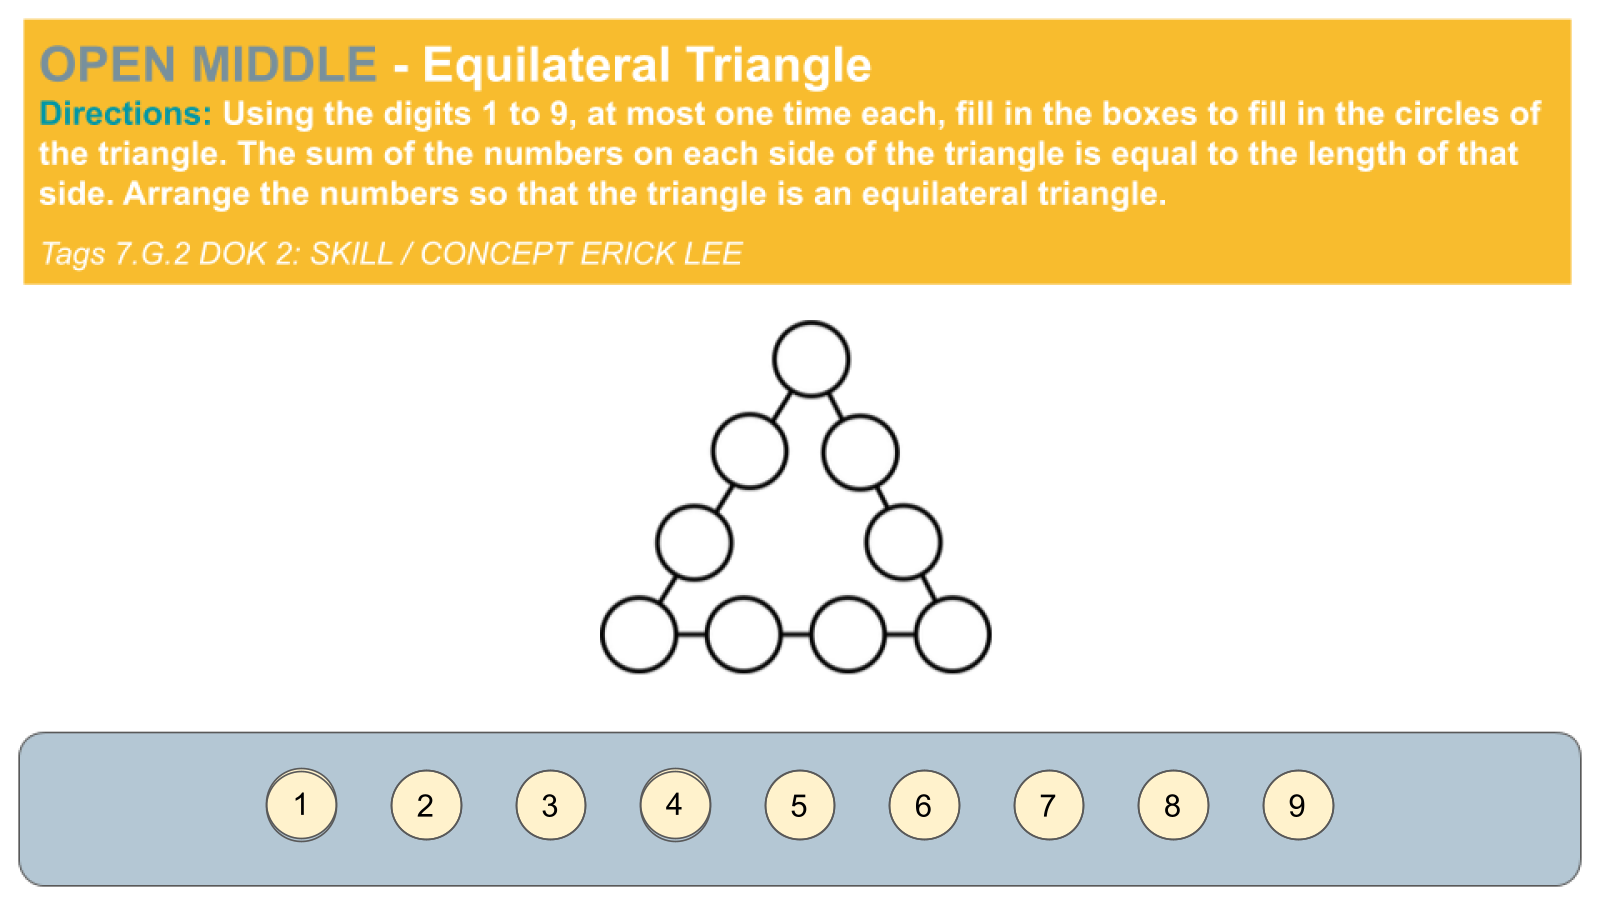 OPEN MIDDLE - Equilateral Triangle
Directions: Using the digits 1 to 9, at most one time each, fill in the boxes to fill in the circles of
the triangle. The sum of the numbers on each side of the triangle is equal to the length of that
side. Arrange the numbers so that the triangle is an equilateral triangle.
Tags 7.G.2 DOK 2: SKILL / CONCEPT ERICK LEE
1 2 3 4 5 6 7 8 9